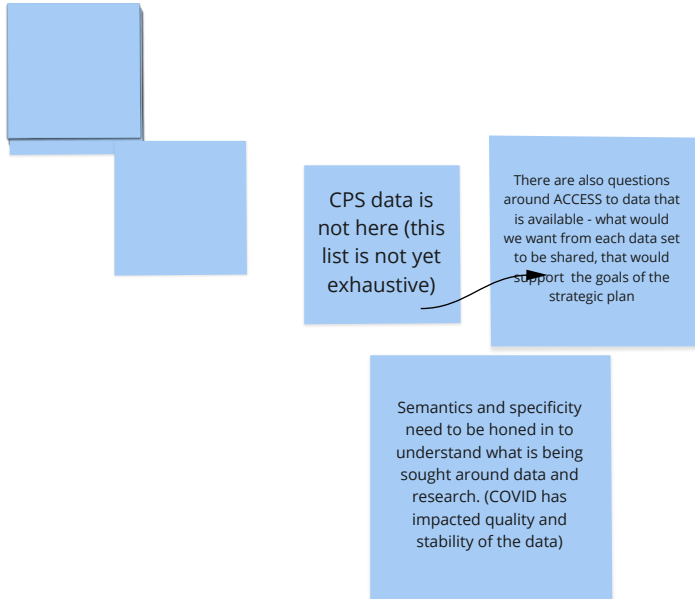 CPS data is
not here (this
list is not yet
exhaustive)
There are also questions
around ACCESS to data that
is available - what would
we want from each data set
to be shared, that would
support  the goals of the
strategic plan
Semantics and specificity
need to be honed in to
understand what is being
sought around data and
research. (COVID has
impacted quality and
stability of the data)